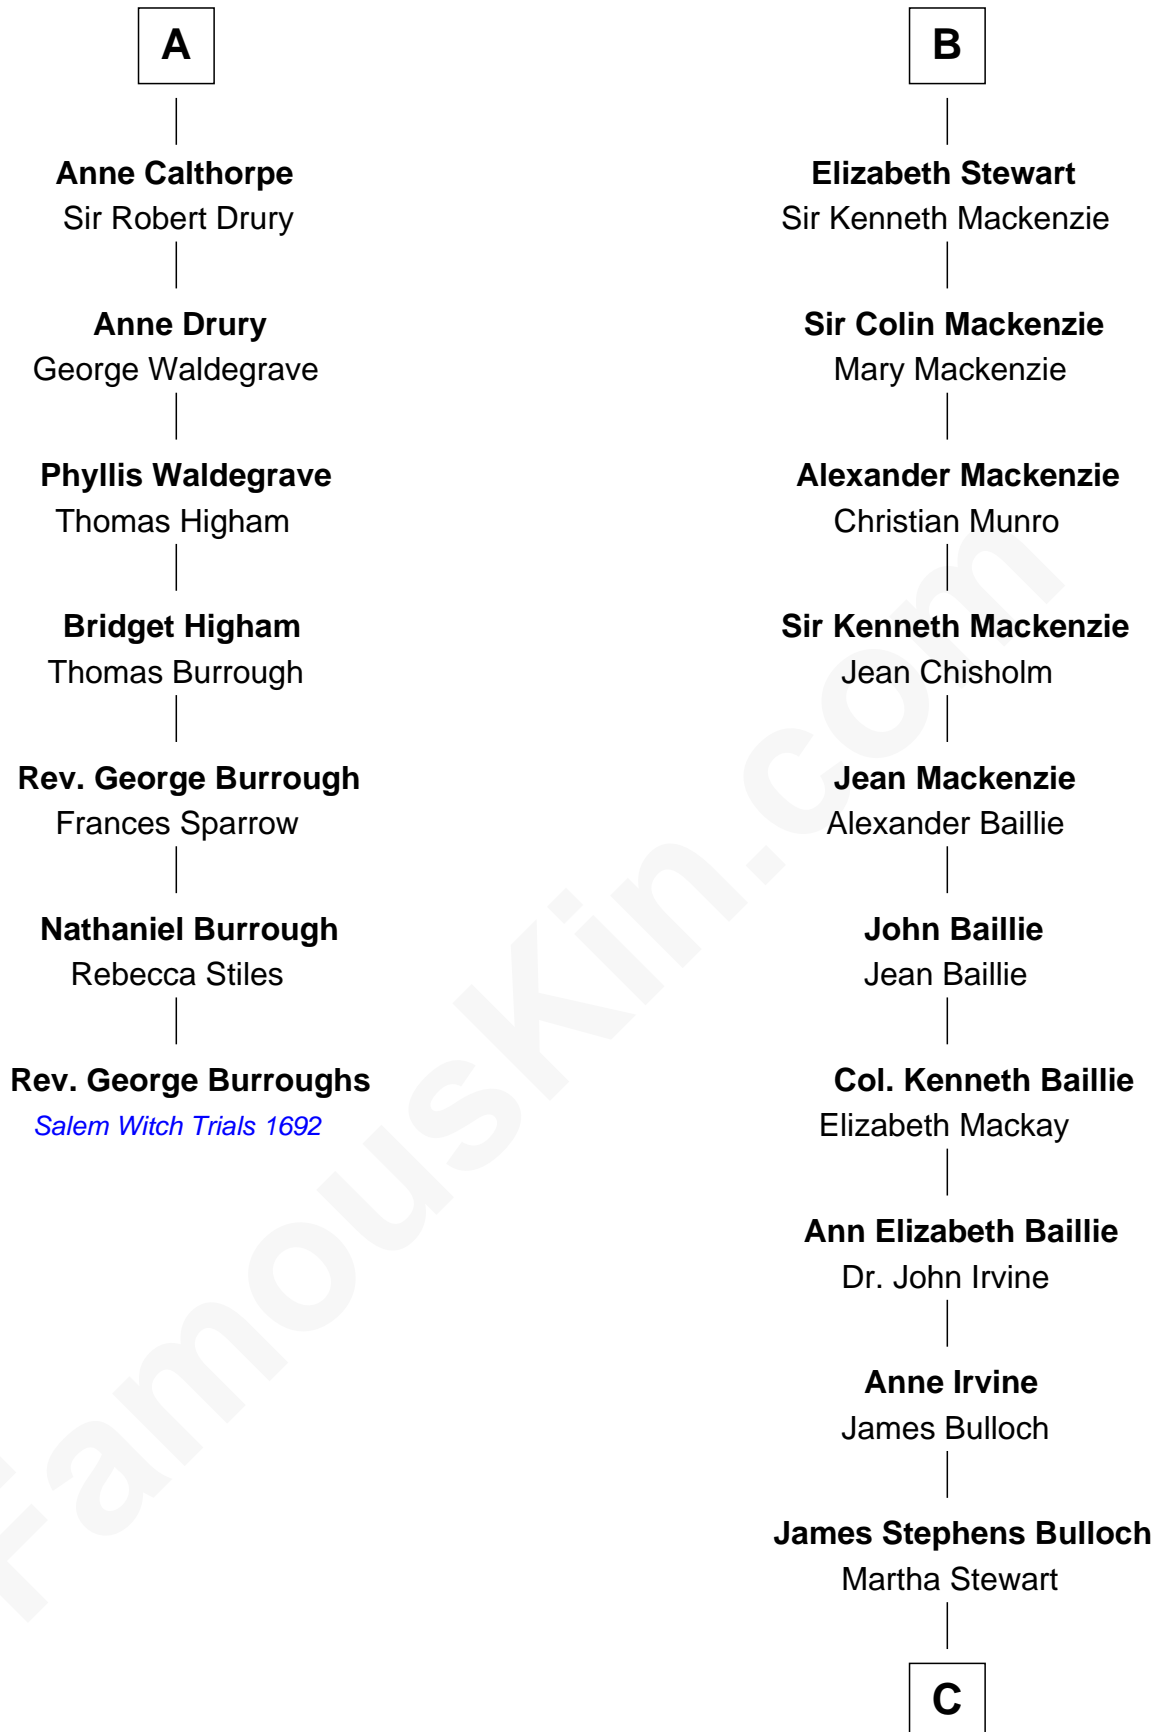 A
Anne Calthorpe
Sir Robert Drury
Anne Drury
George Waldegrave
Phyllis Waldegrave
Thomas Higham
Bridget Higham
Thomas Burrough
Rev. George Burrough
Frances Sparrow
Nathaniel Burrough
Rebecca Stiles
Rev. George Burroughs
Salem Witch Trials 1692
B
Elizabeth Stewart
Sir Kenneth Mackenzie
Sir Colin Mackenzie
Mary Mackenzie
Alexander Mackenzie
Christian Munro
Sir Kenneth Mackenzie
Jean Chisholm
Jean Mackenzie
Alexander Baillie
John Baillie
Jean Baillie
Col. Kenneth Baillie
Elizabeth Mackay
Ann Elizabeth Baillie
Dr. John Irvine
Anne Irvine
James Bulloch
James Stephens Bulloch
Martha Stewart
C
FamousKin.com